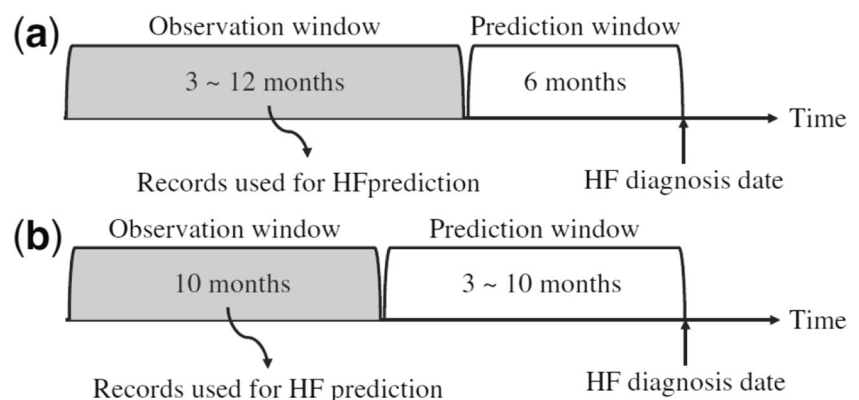 (a)
Observation window
Prediction window
3 ~ 12 months
6 months
Time
Records used for HFprediction
HF diagnosis date
(b)
Observation window
Prediction window
10 months
3 ~ 10 months
Time
Records used for HF prediction
HF diagnosis date